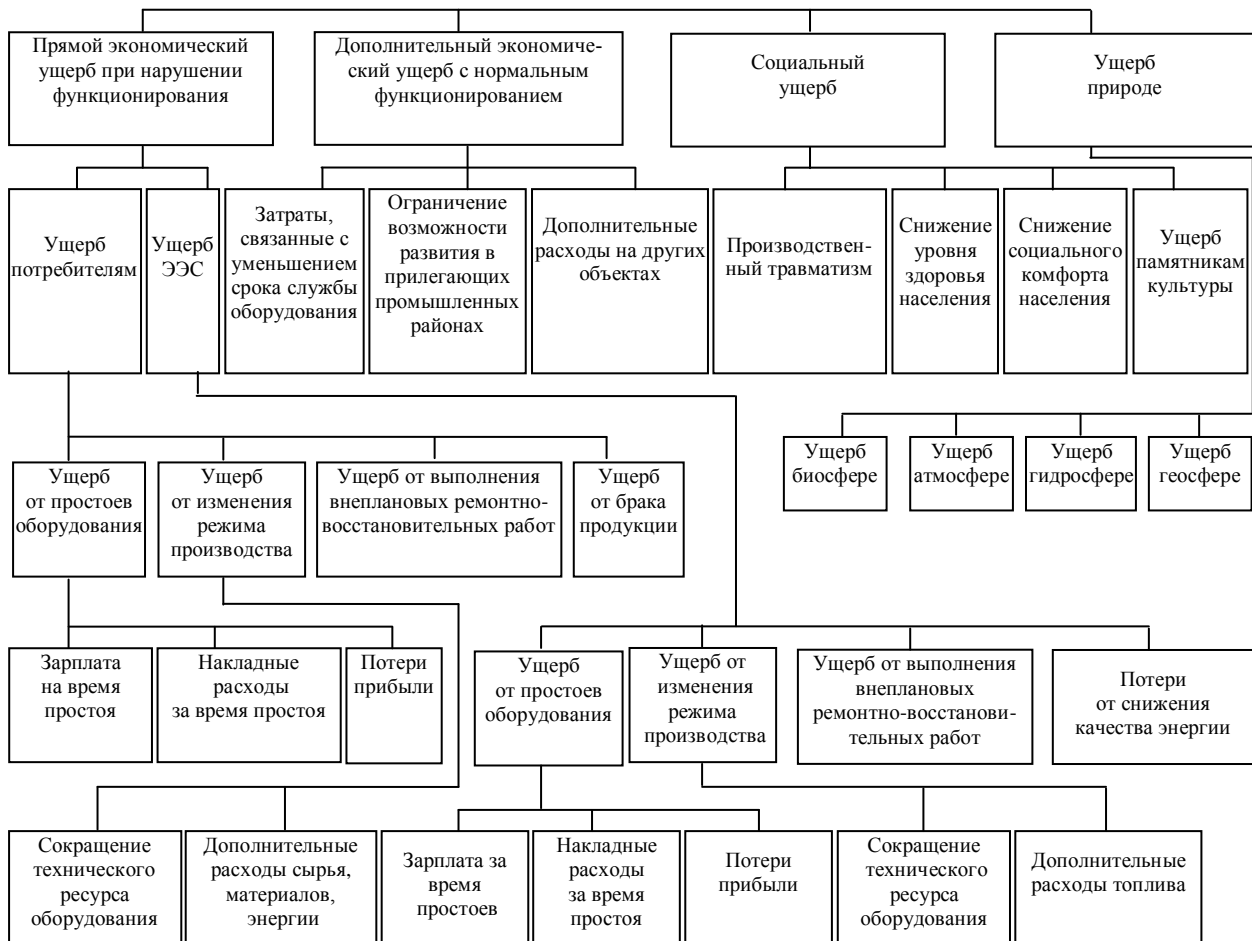 Прямой экономический
ущерб при нарушении
функционирования
Дополнительный экономиче-
ский ущерб с нормальным
функционированием
Социальный
ущерб
Ущерб
природе
Ущерб
потребителям
Ущерб
ЭЭС
Затраты,
связанные с
уменьшением
срока службы
оборудования
Ограничение
возможности
развития в
прилегающих
промышленных
районах
Дополнительные
расходы на других
объектах
Производствен-
ный травматизм
Снижение
уровня
здоровья
населения
Снижение
социального
комфорта
населения
Ущерб
памятникам
культуры
Ущерб
биосфере
Ущерб
атмосфере
Ущерб
гидросфере
Ущерб
геосфере
Ущерб
от простоев
оборудования
Ущерб
от изменения
режима
производства
Ущерб от выполнения
внеплановых ремонтно-
восстановительных работ
Ущерб
от брака
продукции
Зарплата
на время
простоя
Накладные
расходы
за время простоя
Потери
прибыли
Ущерб
от простоев
оборудования
Ущерб от
изменения
режима
производства
Ущерб от выполнения
внеплановых
ремонтно-восстанови-
тельных работ
Потери
от снижения
качества энергии
Сокращение
технического
ресурса
оборудования
Дополнительные
расходы сырья,
материалов,
энергии
Зарплата за
время
простоев
Накладные
расходы
за время
простоя
Потери
прибыли
Сокращение
технического
ресурса
оборудования
Дополнительные
расходы топлива